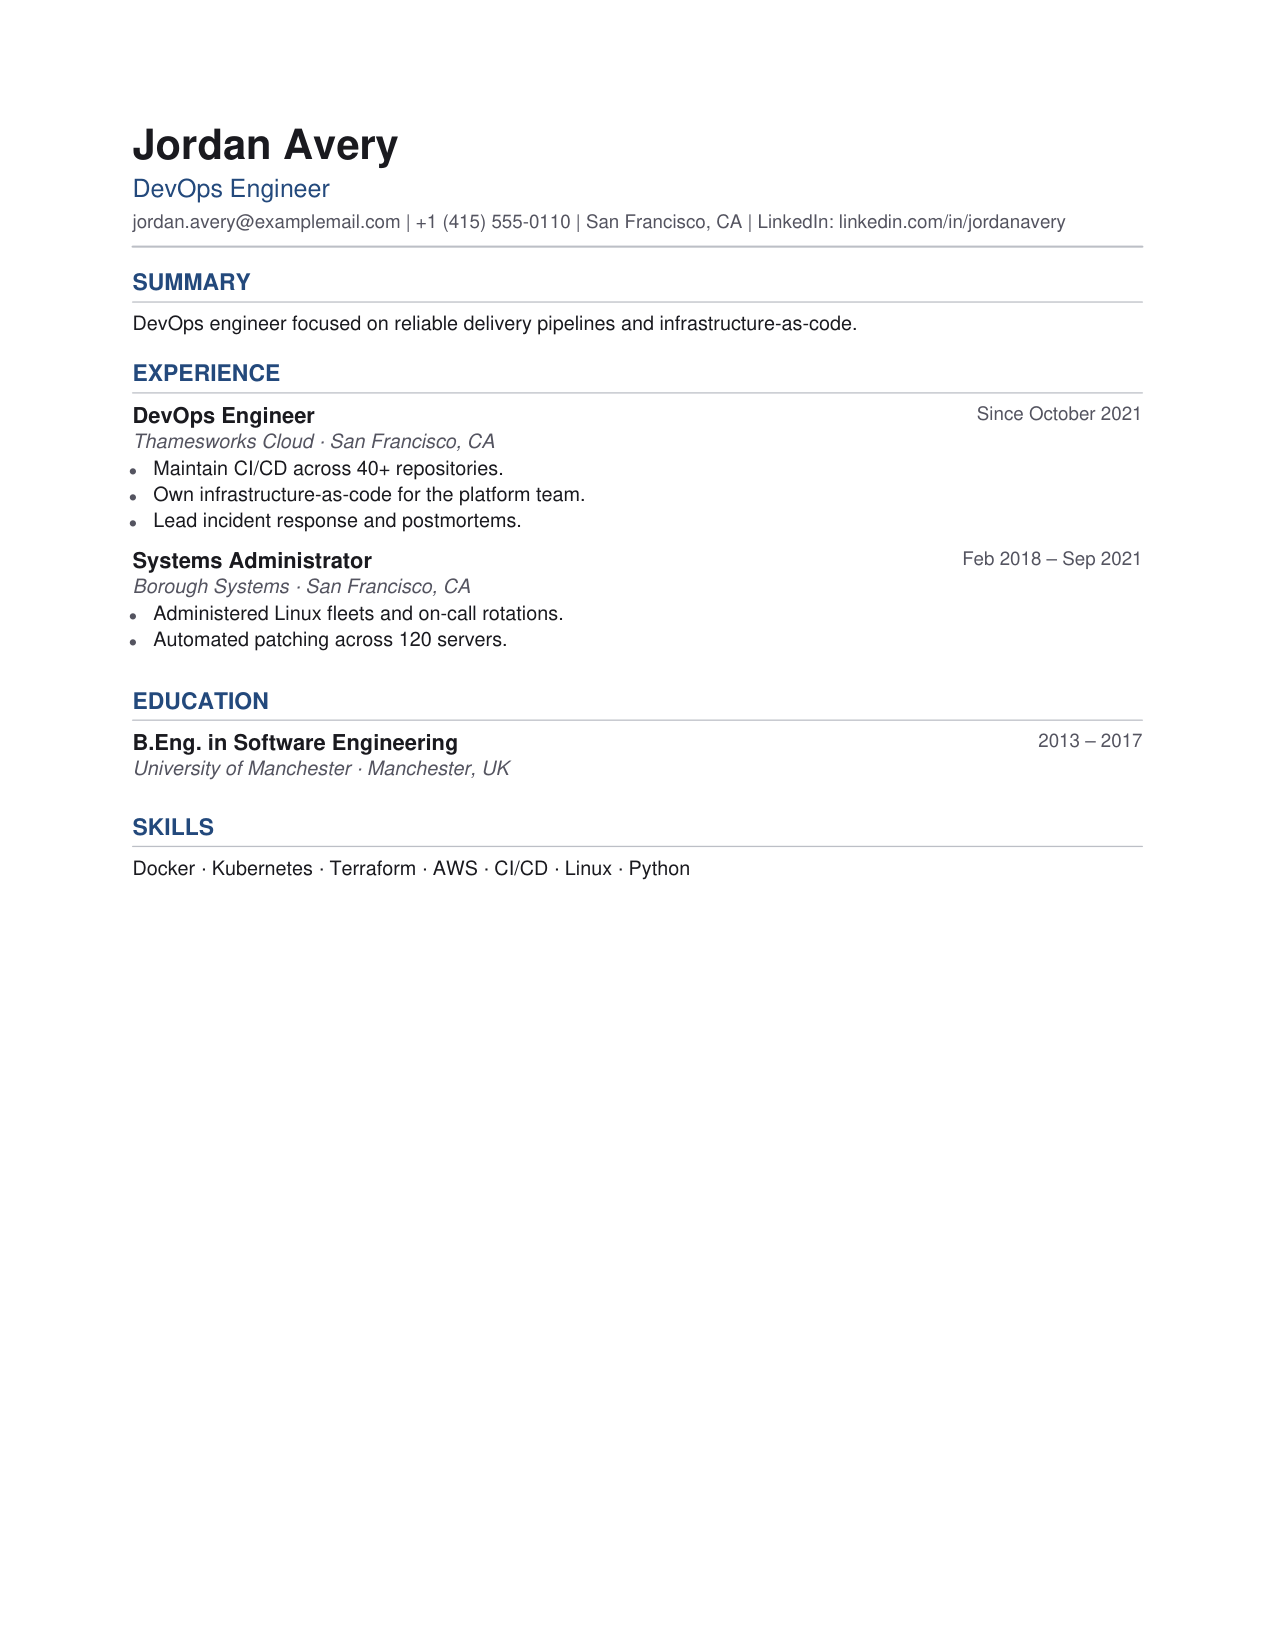 Jordan Avery
DevOps Engineer
jordan.avery@examplemail.com | +1 (415) 555-0110 | San Francisco, CA | LinkedIn: linkedin.com/in/jordanavery
SUMMARY
DevOps engineer focused on reliable delivery pipelines and infrastructure-as-code.
EXPERIENCE
DevOps Engineer Since October 2021
Thamesworks Cloud · San Francisco, CA
• Maintain CI/CD across 40+ repositories.
• Own infrastructure-as-code for the platform team.
• Lead incident response and postmortems.
Systems Administrator Feb 2018 – Sep 2021
Borough Systems · San Francisco, CA
• Administered Linux fleets and on-call rotations.
• Automated patching across 120 servers.
EDUCATION
B.Eng. in Software Engineering 2013 – 2017
University of Manchester · Manchester, UK
SKILLS
Docker · Kubernetes · Terraform · AWS · CI/CD · Linux · Python